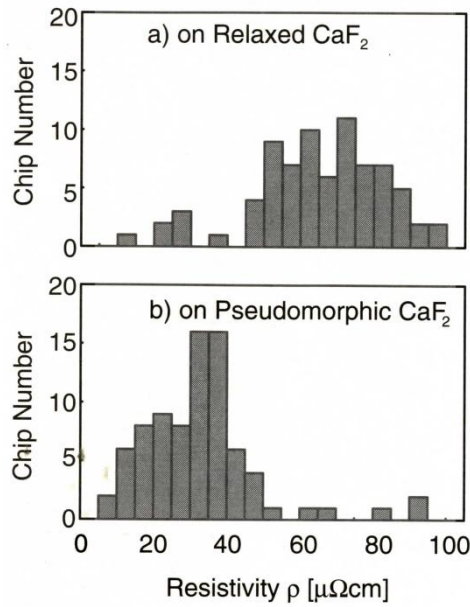 20
a) on Relaxed CaF₂
15
Chip Number
10
5
0
20
b) on Pseudomorphic CaF₂
15
Chip Number
10
5
0
0 20 40 60 80 100
Resistivity ρ [μΩcm]